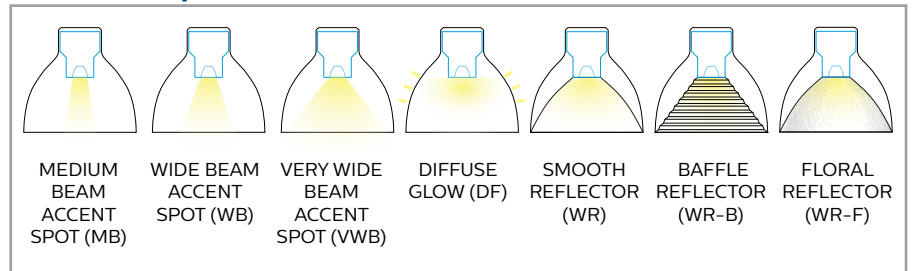 MEDIUM
BEAM
ACCENT
SPOT (MB)
WIDE BEAM
ACCENT
SPOT (WB)
VERY WIDE
BEAM
ACCENT
SPOT (VWB)
DIFFUSE
GLOW (DF)
SMOOTH
REFLECTOR
(WR)
BAFFLE
REFLECTOR
(WR-B)
FLORAL
REFLECTOR
(WR-F)